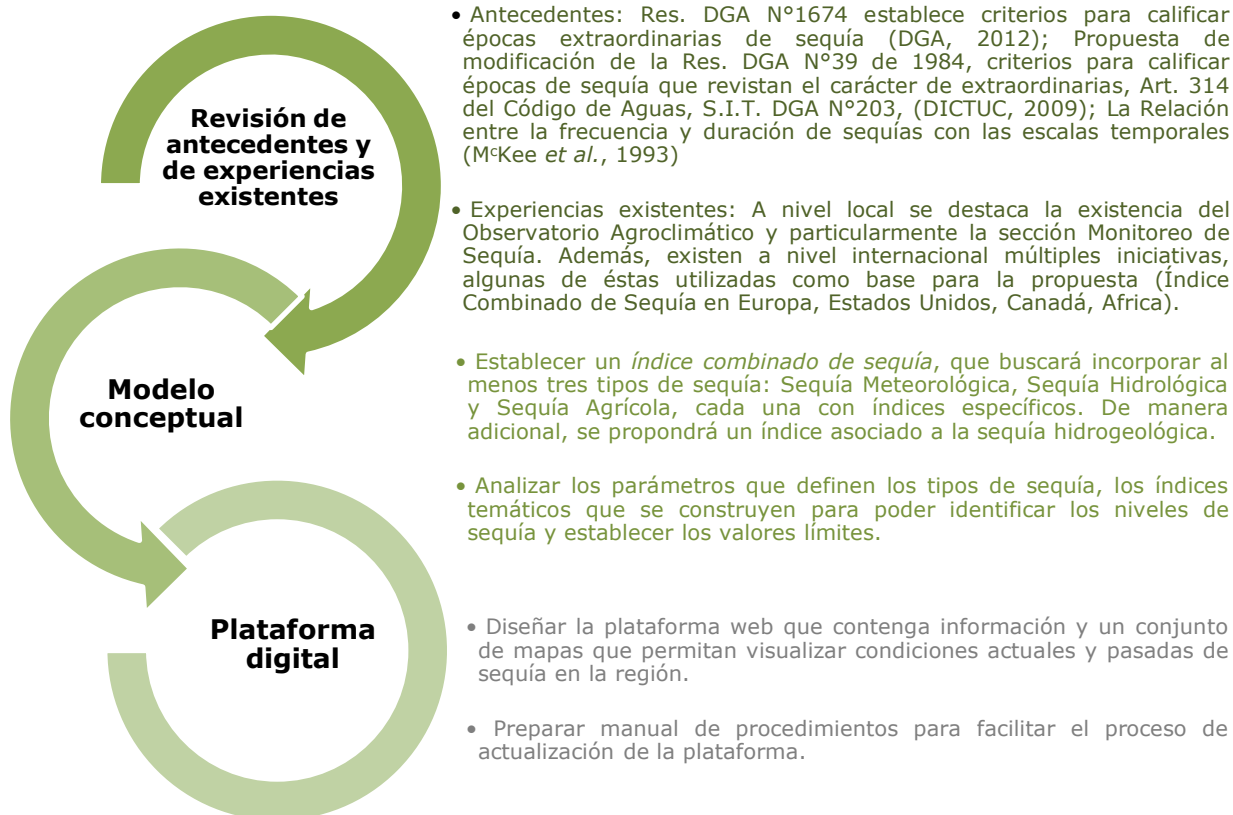 Revisión de
antecedentes y
de experiencias
existentes
• Antecedentes: Res. DGA N°1674 establece criterios para calificar
épocas extraordinarias de sequía (DGA, 2012); Propuesta de
modificación de la Res. DGA N°39 de 1984, criterios para calificar
épocas de sequía que revistan el carácter de extraordinarias, Art. 314
del Código de Aguas, S.I.T. DGA N°203, (DICTUC, 2009); La Relación
entre la frecuencia y duración de sequías con las escalas temporales
(McKee et al., 1993)
• Experiencias existentes: A nivel local se destaca la existencia del
Observatorio Agroclimático y particularmente la sección Monitoreo de
Sequía. Además, existen a nivel internacional múltiples iniciativas,
algunas de éstas utilizadas como base para la propuesta (Índice
Combinado de Sequía en Europa, Estados Unidos, Canadá, Africa).
Modelo
conceptual
• Establecer un índice combinado de sequía, que buscará incorporar al
menos tres tipos de sequía: Sequía Meteorológica, Sequía Hidrológica
y Sequía Agrícola, cada una con índices específicos. De manera
adicional, se propondrá un índice asociado a la sequía hidrogeológica.
• Analizar los parámetros que definen los tipos de sequía, los índices
temáticos que se construyen para poder identificar los niveles de
sequía y establecer los valores límites.
Plataforma
digital
• Diseñar la plataforma web que contenga información y un conjunto
de mapas que permitan visualizar condiciones actuales y pasadas de
sequía en la región.
• Preparar manual de procedimientos para facilitar el proceso de
actualización de la plataforma.